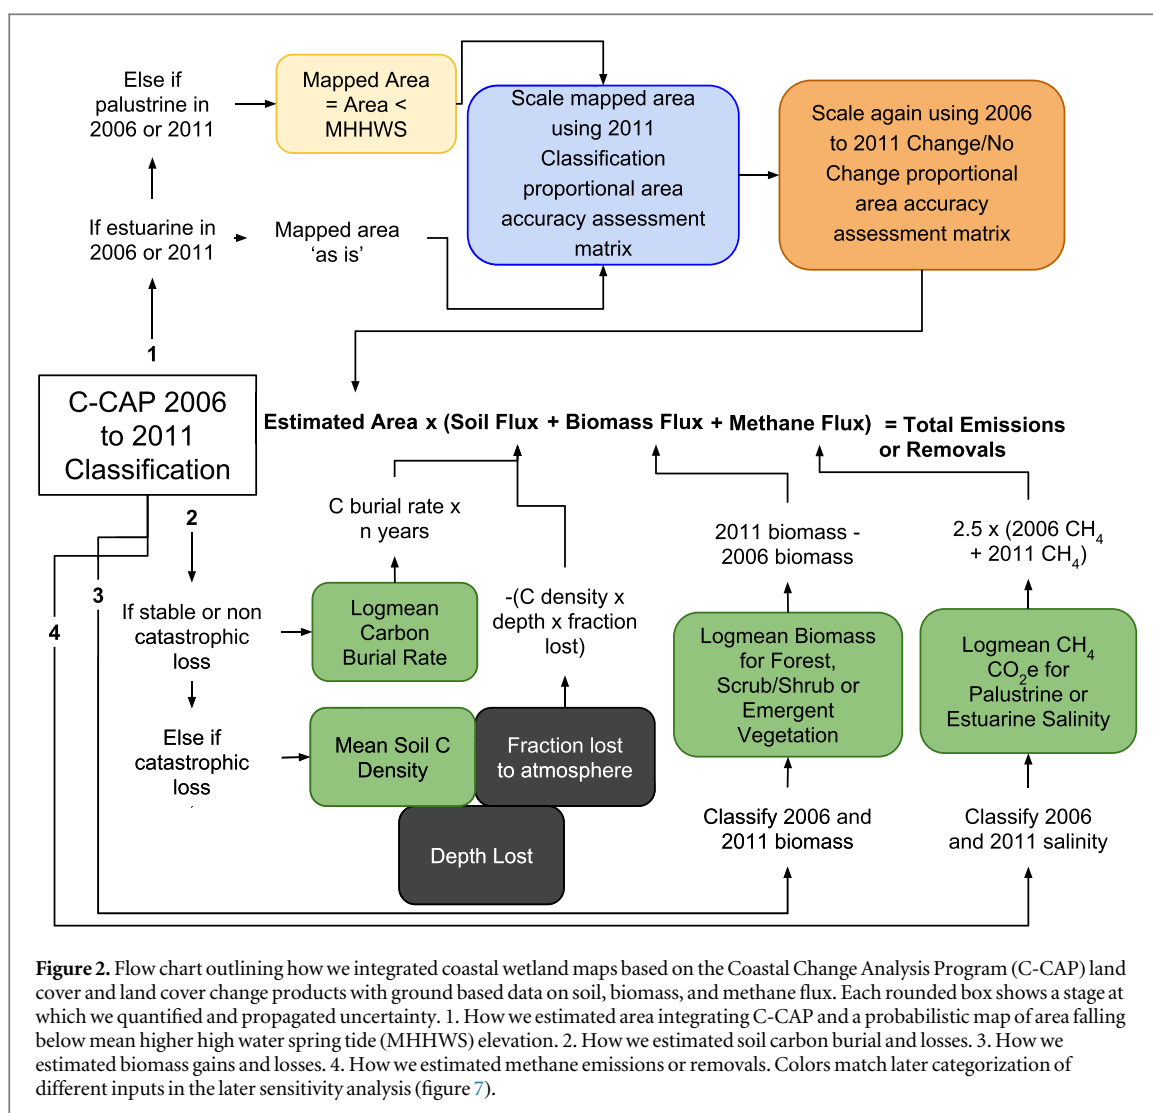 Else if
palustrine in
2006 or 2011
Mapped Area
= Area <
MHHWS
Scale mapped area
using 2011
Classification
proportional area
accuracy assessment
matrix
Scale again using 2006
to 2011 Change/No
Change proportional
area accuracy
assessment matrix
If estuarine in
2006 or 2011
Mapped area
‘as is’
1
C-CAP 2006
to 2011
Classification
Estimated Area x (Soil Flux + Biomass Flux + Methane Flux) = Total Emissions
or Removals
2
3
4
C burial rate x
n years
2011 biomass -
2006 biomass
2.5 x (2006 CH4
+ 2011 CH4)
If stable or non
catastrophic
loss
Logmean
Carbon
Burial Rate
-(C density x
depth x fraction
lost)
Logmean Biomass
for Forest,
Scrub/Shrub or
Emergent
Vegetation
Logmean CH4
CO2e for
Palustrine or
Estuarine Salinity
Else if
catastrophic
loss
Mean Soil C
Density
Fraction lost
to atmosphere
Depth Lost
Classify 2006 and
2011 biomass
Classify 2006
and 2011 salinity
Figure 2. Flow chart outlining how we integrated coastal wetland maps based on the Coastal Change Analysis Program (C-CAP) land
cover and land cover change products with ground based data on soil, biomass, and methane flux. Each rounded box shows a stage at
which we quantified and propagated uncertainty. 1. How we estimated area integrating C-CAP and a probabilistic map of area falling
below mean higher high water spring tide (MHHWS) elevation. 2. How we estimated soil carbon burial and losses. 3. How we
estimated biomass gains and losses. 4. How we estimated methane emissions or removals. Colors match later categorization of
different inputs in the later sensitivity analysis (figure 7).